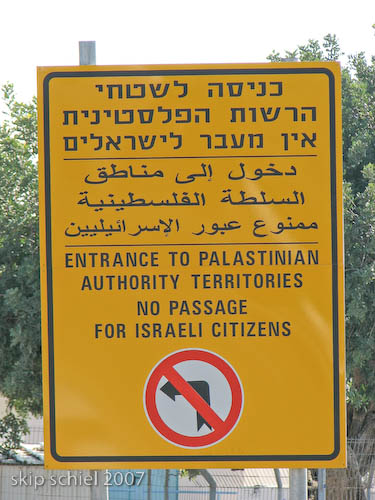 כניסה לשטחי
הרשות הפלסטינית
אין מעבר לישראלים
دخول إلى مناطق
السلطة الفلسطينية
ممنوع عبور الإسرائيليين
ENTRANCE TO PALASTINIAN
AUTHORITY TERRITORIES
NO PASSAGE
FOR ISRAELI CITIZENS
skip schiel 2007